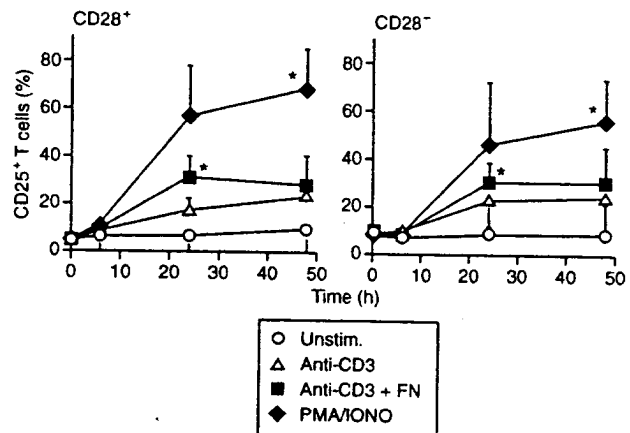 CD28+
CD28−
CD25+ T cells (%)
80
60
40
20
0
0 10 20 30 40 50
80
60
40
20
0
0 10 20 30 40 50
*
*
*
*
Time (h)
Unstim.
Anti-CD3
Anti-CD3 + FN
PMA/IONO